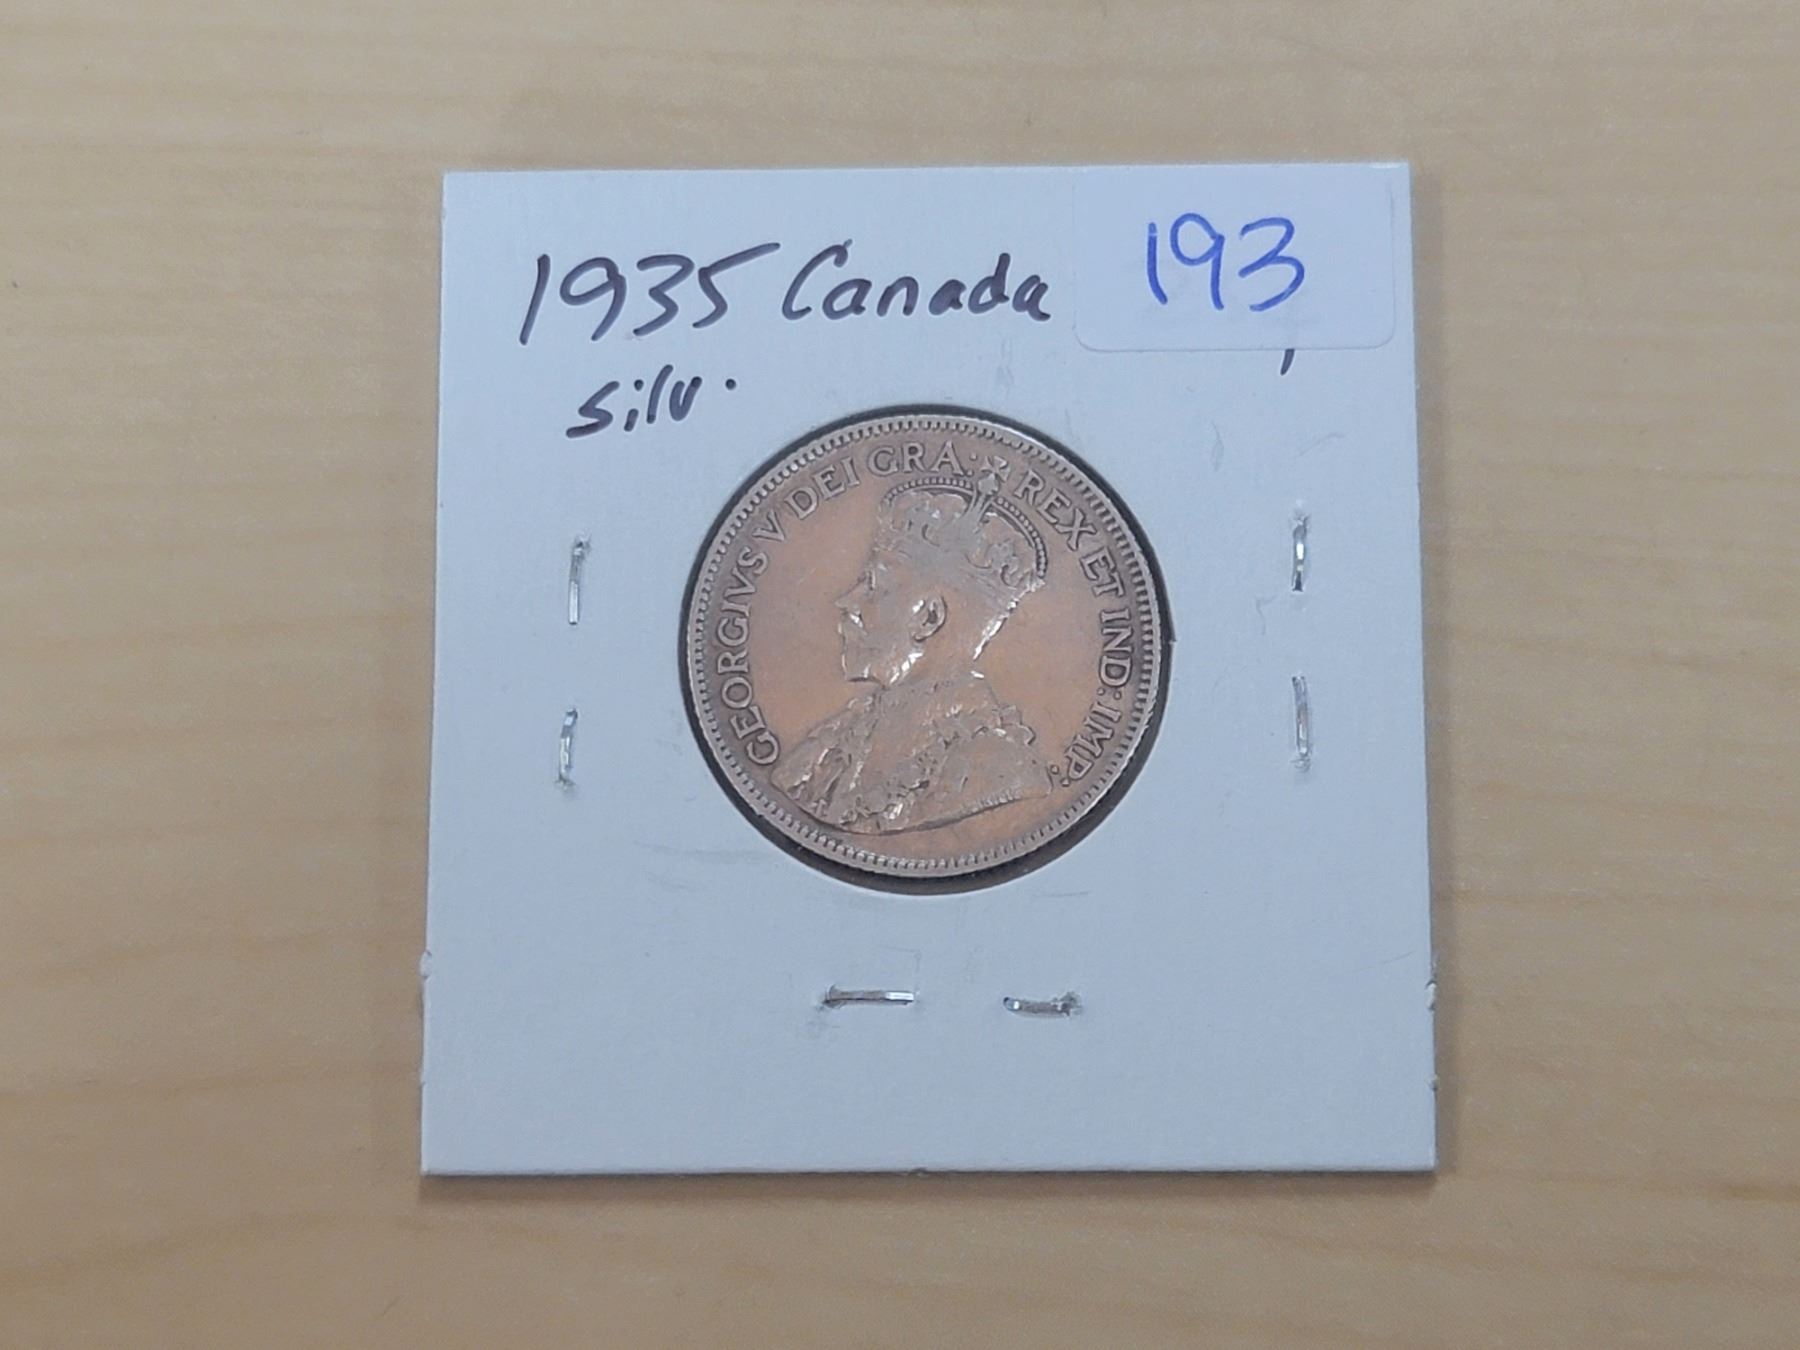 1935 Canada
193
silv.
GEORGIVS V DEI GRA: REX ET IND: IMP: